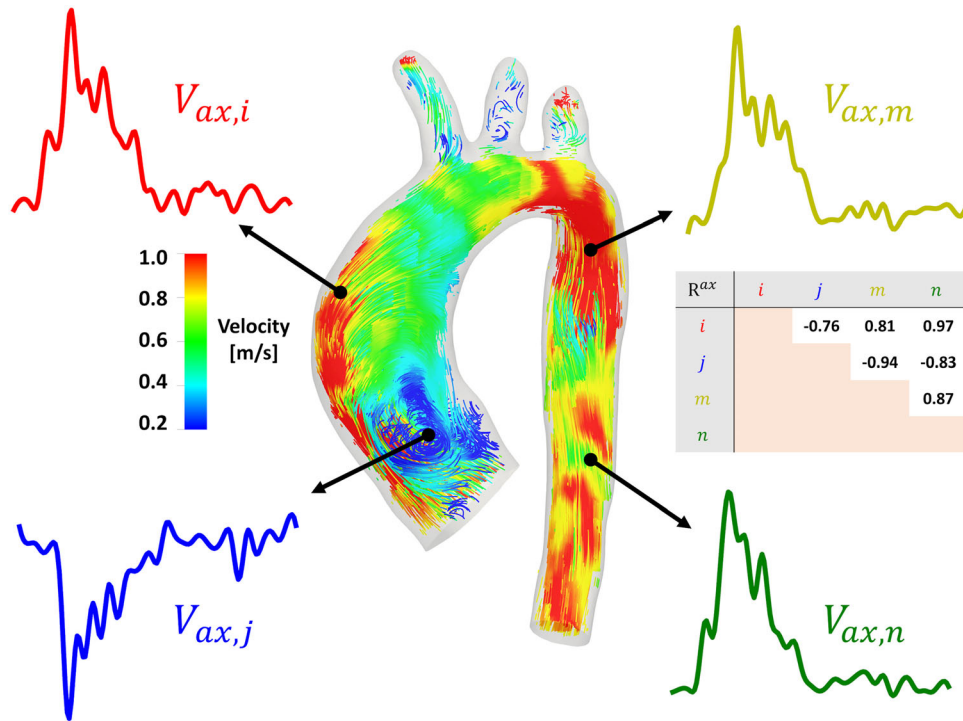 V_{ax,i}
V_{ax,m}
1.0
0.8
0.6
0.4
0.2
Velocity
[m/s]
R^{ax} i j m n
i -0.76 0.81 0.97
j -0.94 -0.83
m 0.87
n
V_{ax,j}
V_{ax,n}